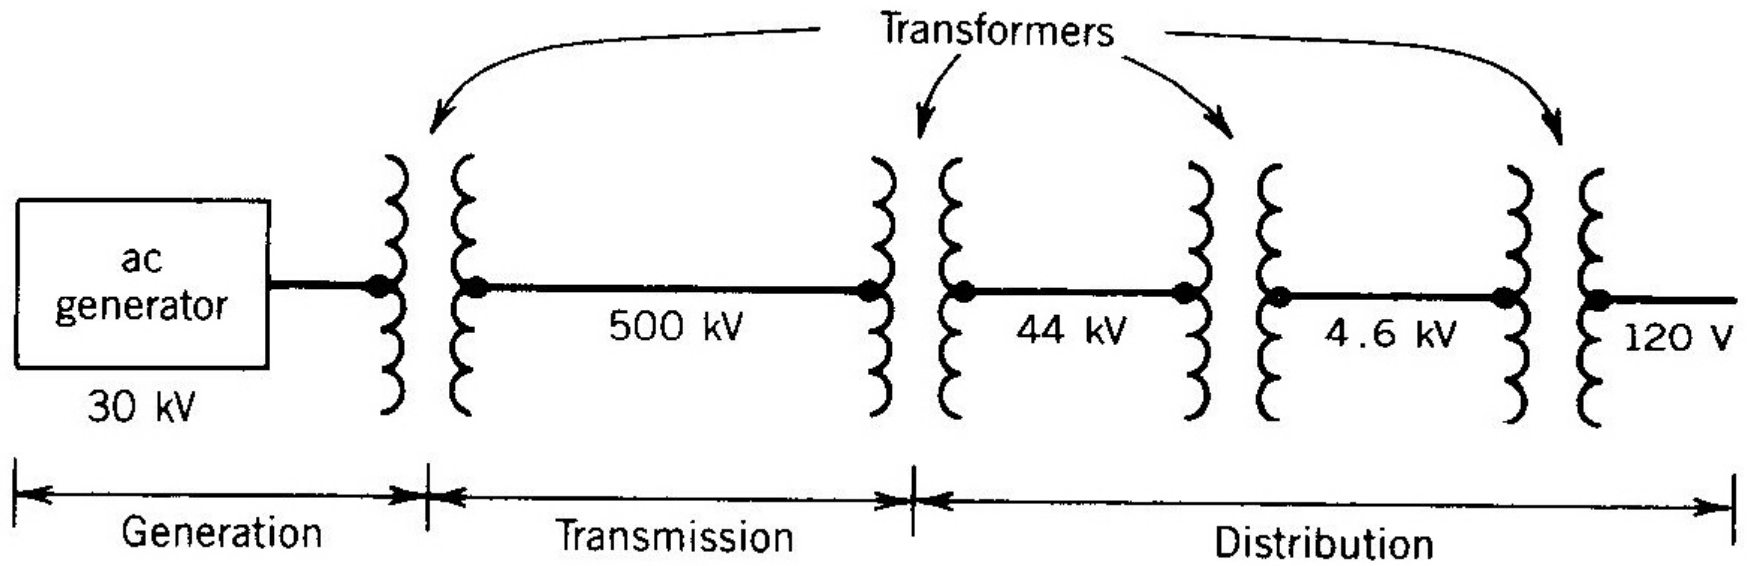 Transformers
ac
generator
30 kV
500 kV
44 kV
4.6 kV
120 V
Generation
Transmission
Distribution